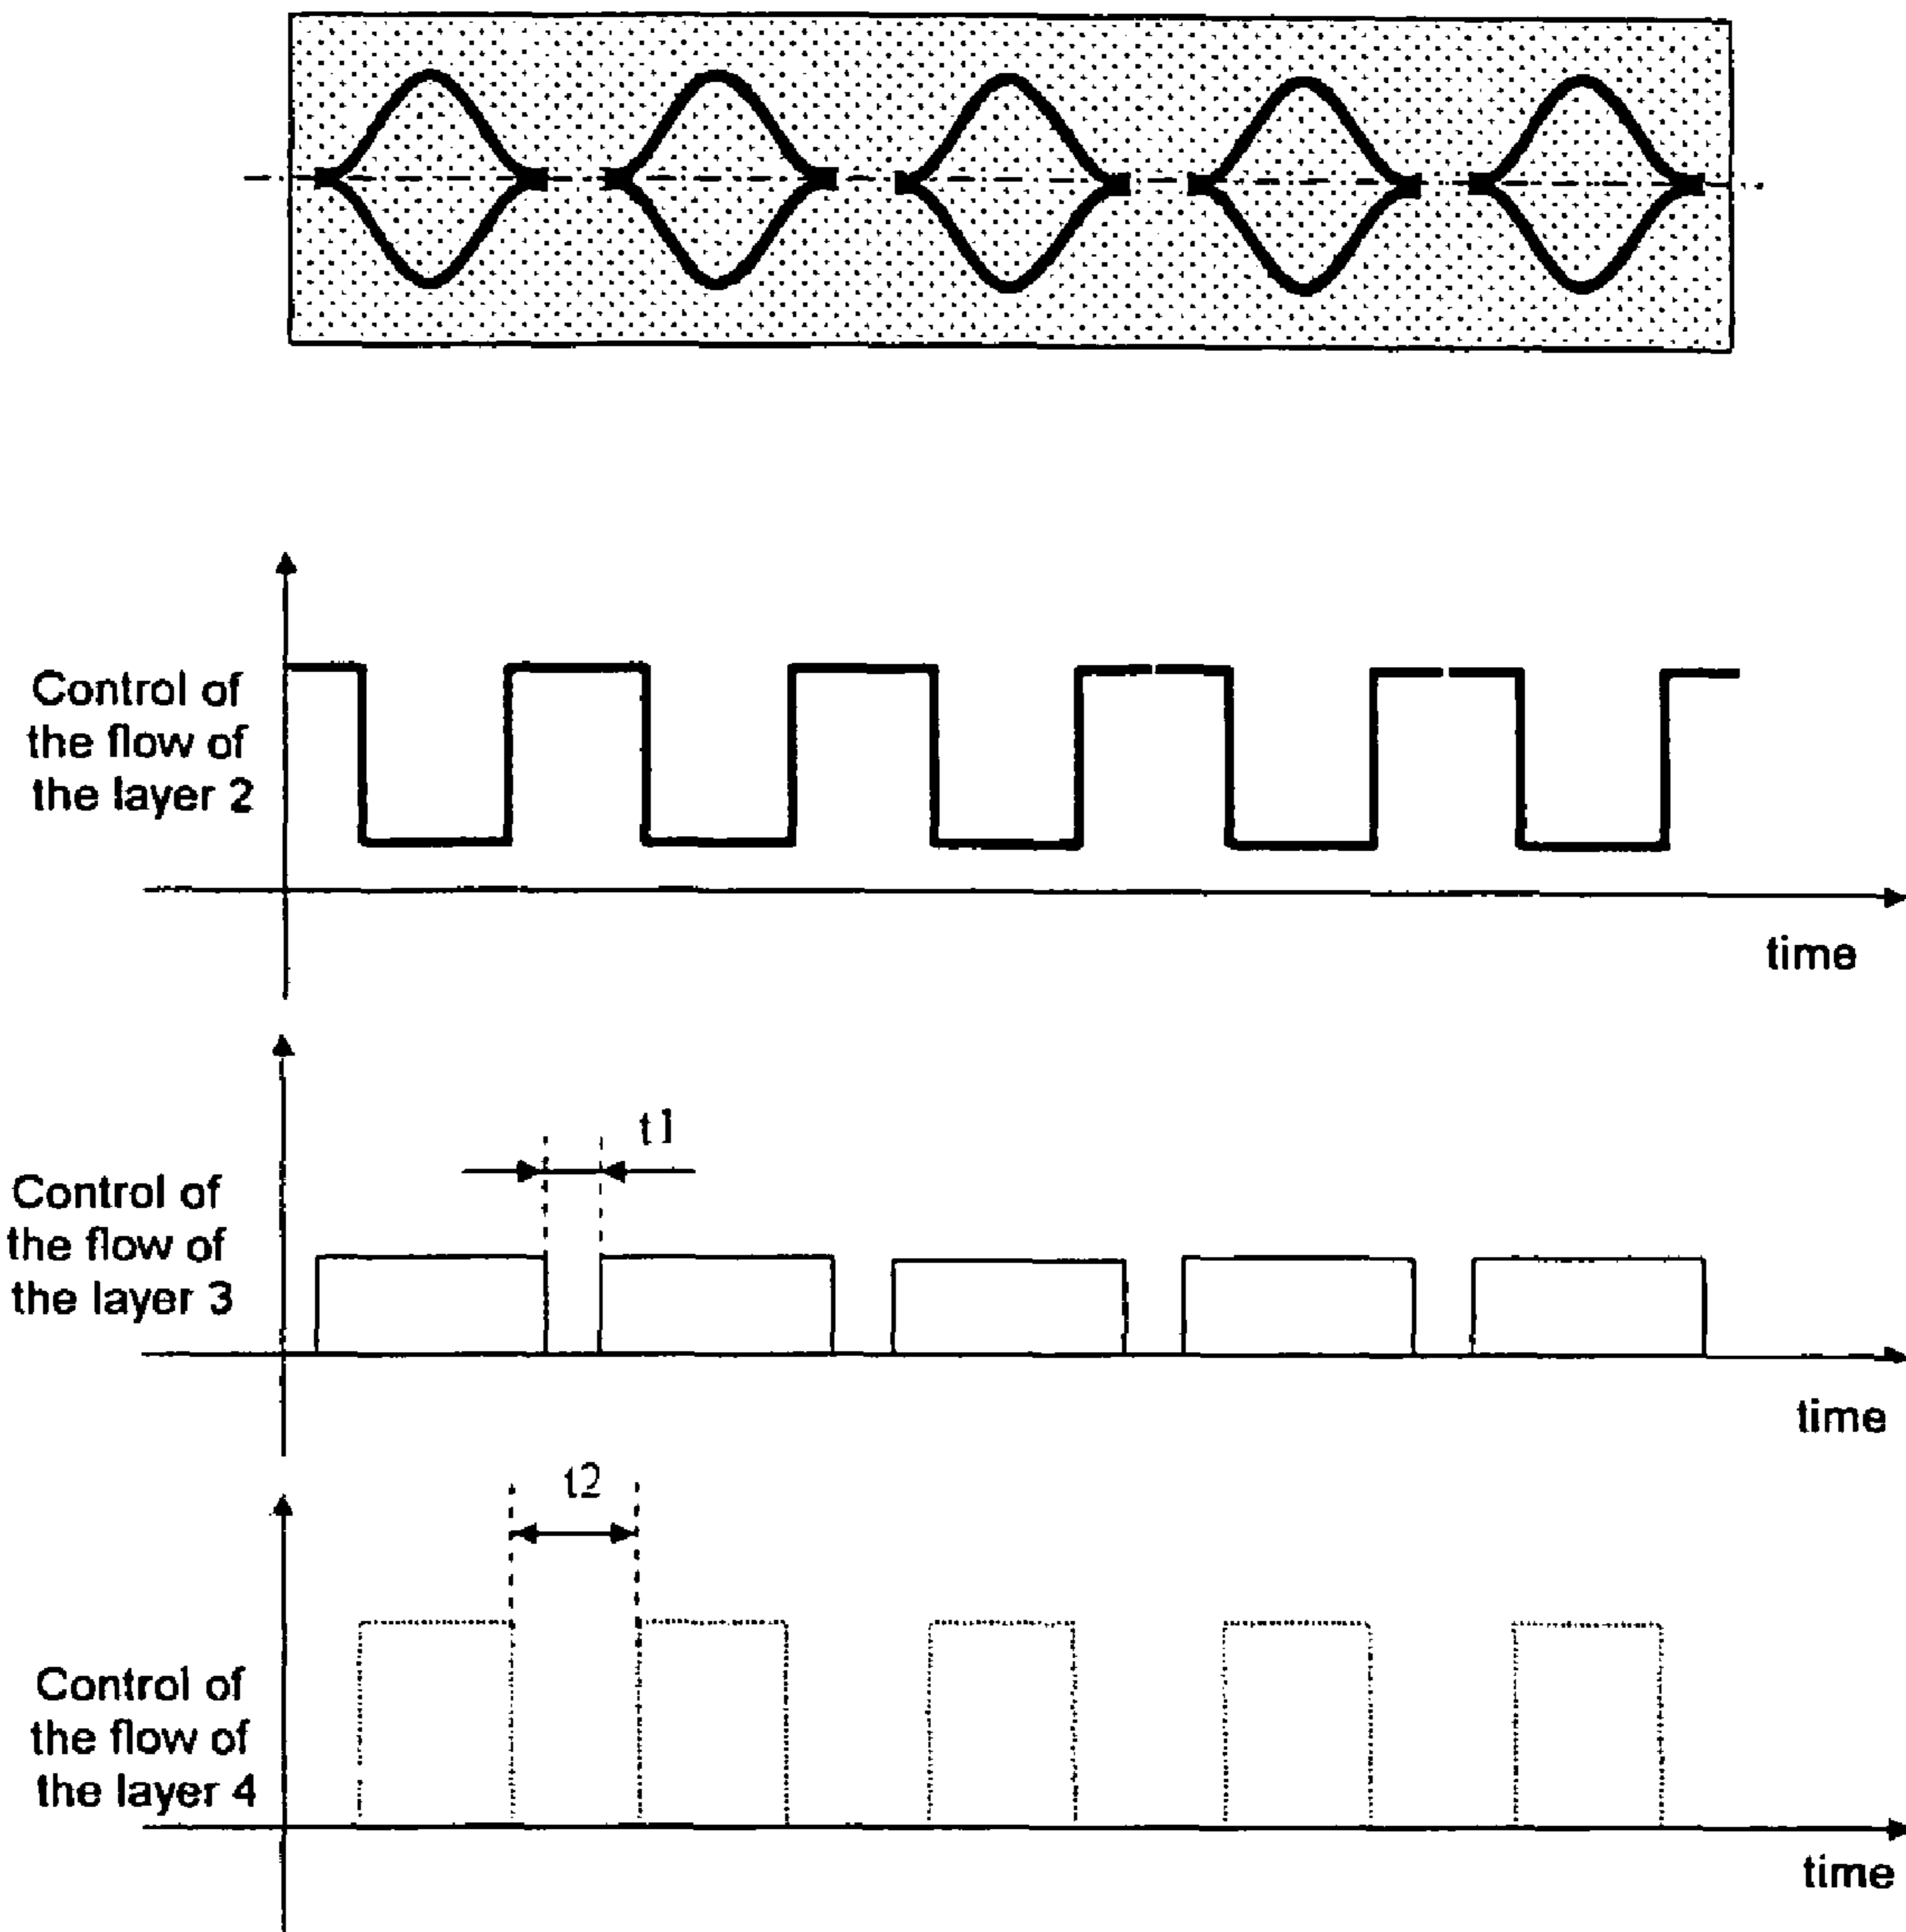 Control of
the flow of
the layer 2
time
t1
Control of
the flow of
the layer 3
time
t2
Control of
the flow of
the layer 4
time